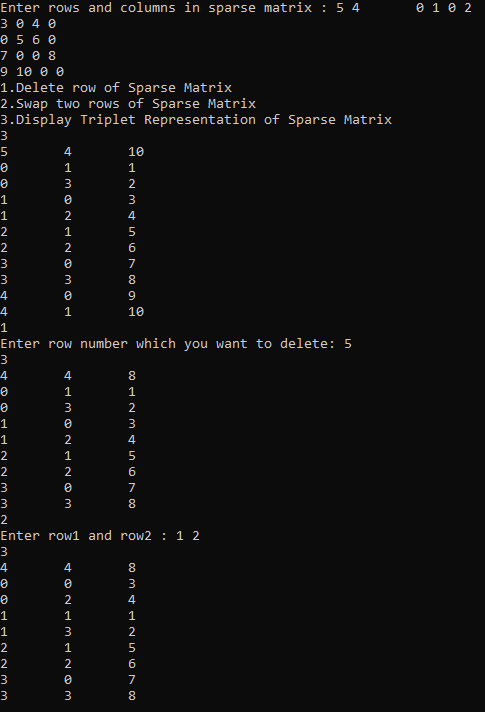 Enter rows and columns in sparse matrix : 5 4 0 1 0 2
3 0 4 0
0 5 6 0
7 0 0 8
9 10 0 0
1.Delete row of Sparse Matrix
2.Swap two rows of Sparse Matrix
3.Display Triplet Representation of Sparse Matrix
3
5 4 10
0 1 1
0 3 2
1 0 3
1 2 4
2 1 5
2 2 6
3 0 7
3 3 8
4 0 9
4 1 10
1
Enter row number which you want to delete: 5
3
4 4 8
0 1 1
0 3 2
1 0 3
1 2 4
2 1 5
2 2 6
3 0 7
3 3 8
2
Enter row1 and row2 : 1 2
3
4 4 8
0 0 3
0 2 4
1 1 1
1 3 2
2 1 5
2 2 6
3 0 7
3 3 8